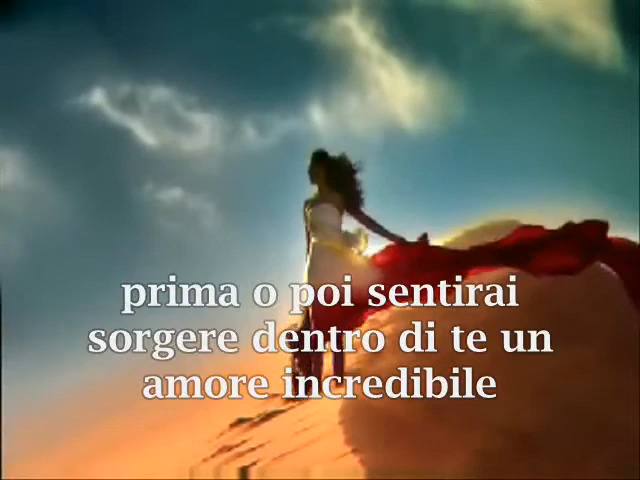 prima o poi sentirai
sorgere dentro di te un
amore incredibile